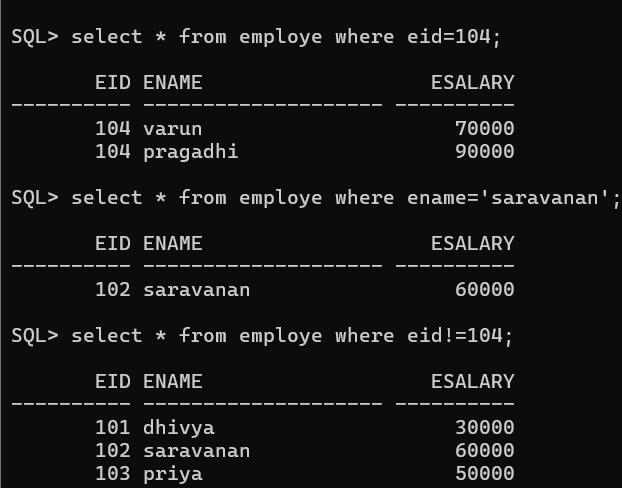 SQL> select * from employe where eid=104;
       EID ENAME                   ESALARY
---------- -------------------- ----------
       104 varun                     70000
       104 pragadhi                  90000
SQL> select * from employe where ename='saravanan';
       EID ENAME                   ESALARY
---------- -------------------- ----------
       102 saravanan                 60000
SQL> select * from employe where eid!=104;
       EID ENAME                   ESALARY
---------- -------------------- ----------
       101 dhivya                    30000
       102 saravanan                 60000
       103 priya                     50000